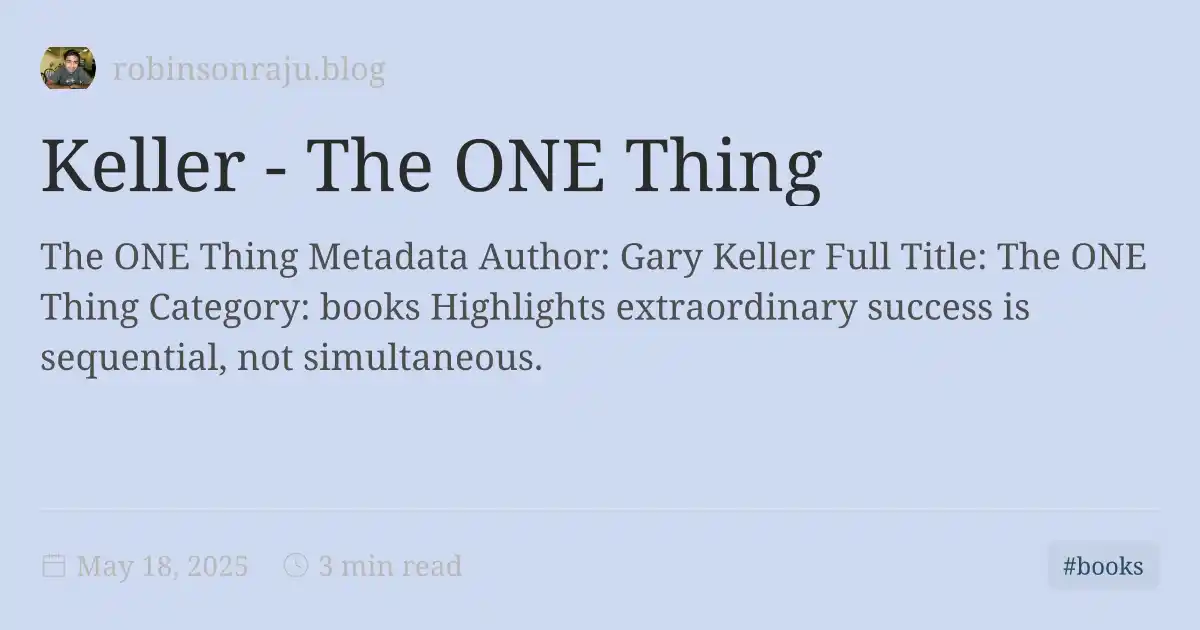 robinsonraju.blog
Keller - The ONE Thing
The ONE Thing Metadata Author: Gary Keller Full Title: The ONE
Thing Category: books Highlights extraordinary success is
sequential, not simultaneous.
May 18, 2025
3 min read
#books